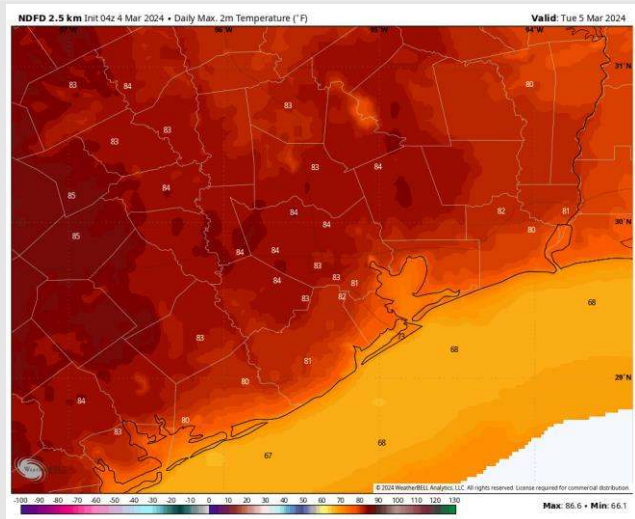 NDFD 2.5 km Init 04z 4 Mar 2024 • Daily Max. 2m Temperature (°F) Valid: Tue 5 Mar 2024
96°W 95°W 94°W
31°N
83 84 80
83
83 83
83 84
85 84
84 82 81 30°N
85 84 80
84 84
83
84 83 81
83 82
68
83 73
68
81 29°N
80
84
80
83
68
67
© 2024 WeatherBELL Analytics, LLC. All rights reserved. License required for commercial distribution.
-100 -90 -80 -70 -60 -50 -40 -30 -20 -10 0 10 20 30 40 50 60 70 80 90 100 110 120 130
Max: 86.6 • Min: 66.1